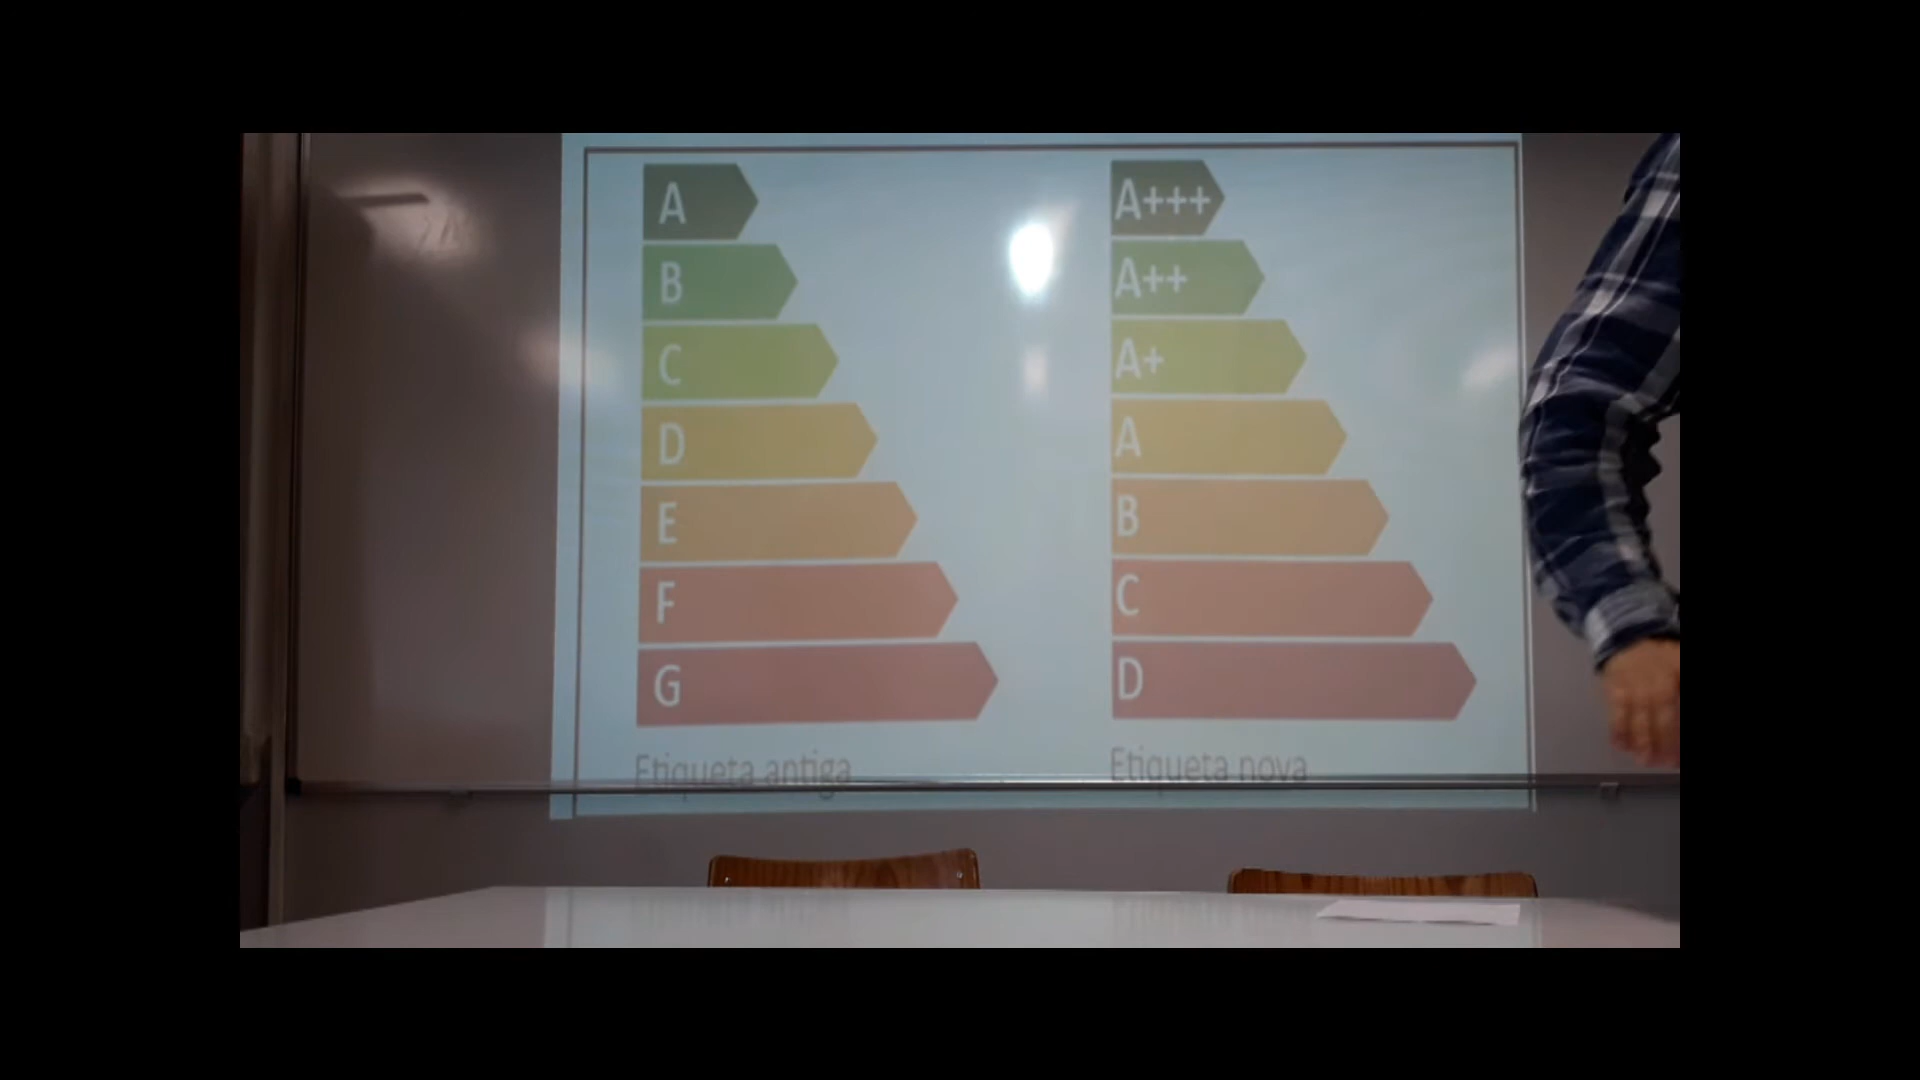 A
B
C
D
E
F
G
Etiqueta antiga
A+++
A++
A+
A
B
C
D
Etiqueta nova